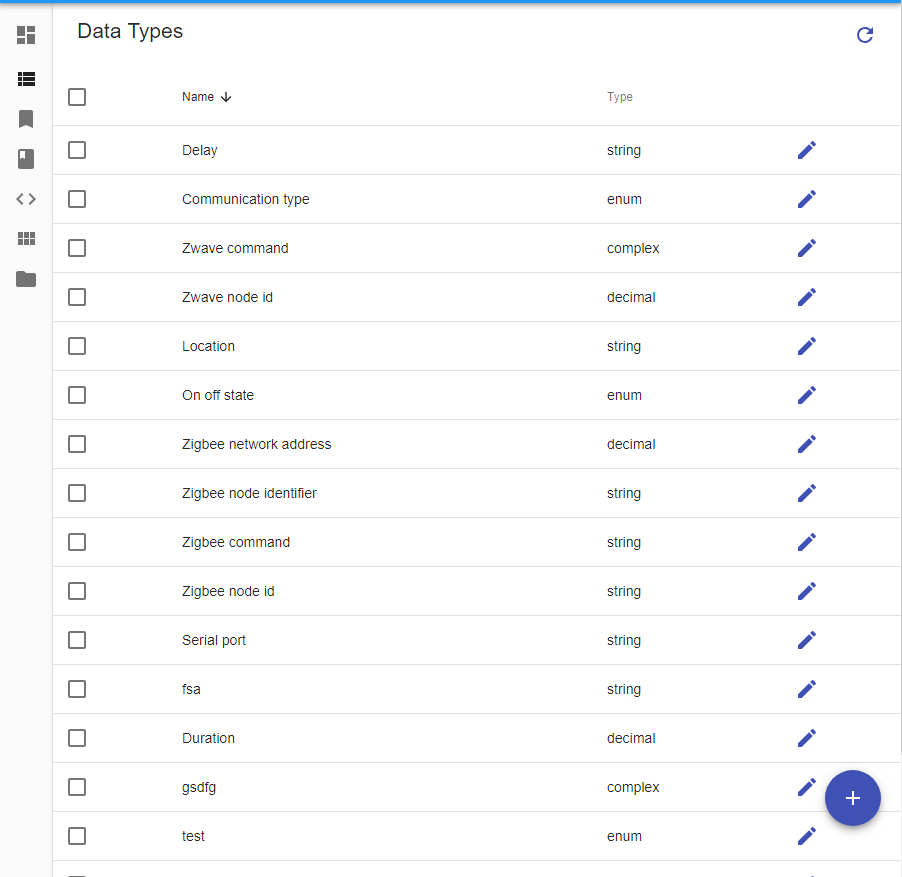 Data Types
Name Type
Delay string
Communication type enum
Zwave command complex
Zwave node id decimal
Location string
On off state enum
Zigbee network address decimal
Zigbee node identifier string
Zigbee command string
Zigbee node id string
Serial port string
fsa string
Duration decimal
gsdfg complex
test enum